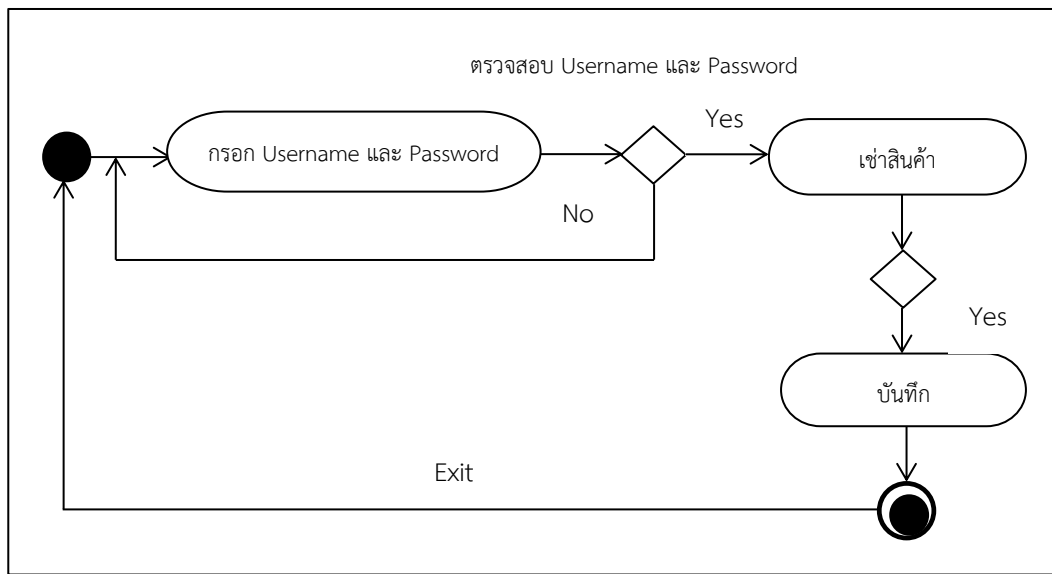 ตรวจสอบ Username และ Password
Yes
กรอก Username และ Password
เช่าสินค้า
No
Yes
บันทึก
Exit